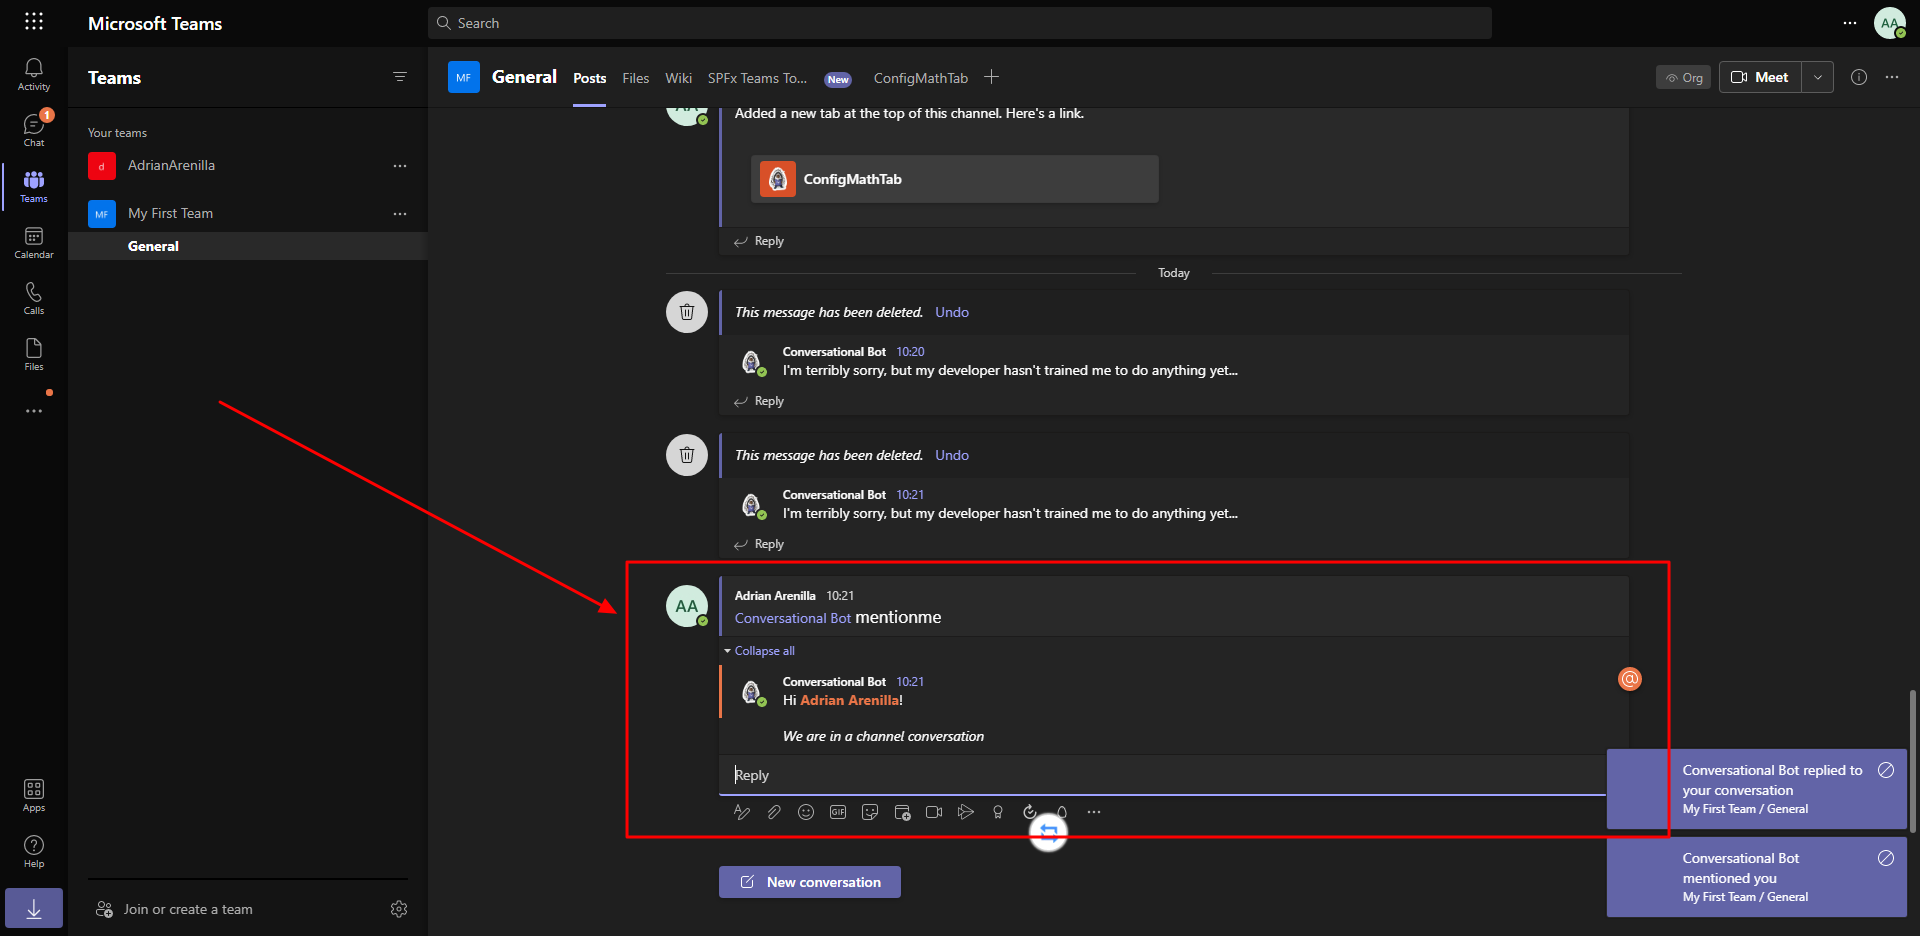 Microsoft Teams
Search
AA
Activity
1
Chat
Teams
Calendar
Calls
Files
Apps
Help
Teams
Your teams
d AdrianArenilla
MF My First Team
General
Join or create a team
MF General Posts Files Wiki SPFx Teams To... New ConfigMathTab
Org Meet
AA
Added a new tab at the top of this channel. Here's a link.
ConfigMathTab
Reply
Today
This message has been deleted. Undo
Conversational Bot 10:20
I'm terribly sorry, but my developer hasn't trained me to do anything yet...
Reply
This message has been deleted. Undo
Conversational Bot 10:21
I'm terribly sorry, but my developer hasn't trained me to do anything yet...
Reply
AA
Adrian Arenilla 10:21
Conversational Bot mentionme
Collapse all
Conversational Bot 10:21
Hi Adrian Arenilla!
@
We are in a channel conversation
Reply
GIF
New conversation
Conversational Bot replied to
your conversation
My First Team / General
Conversational Bot
mentioned you
My First Team / General